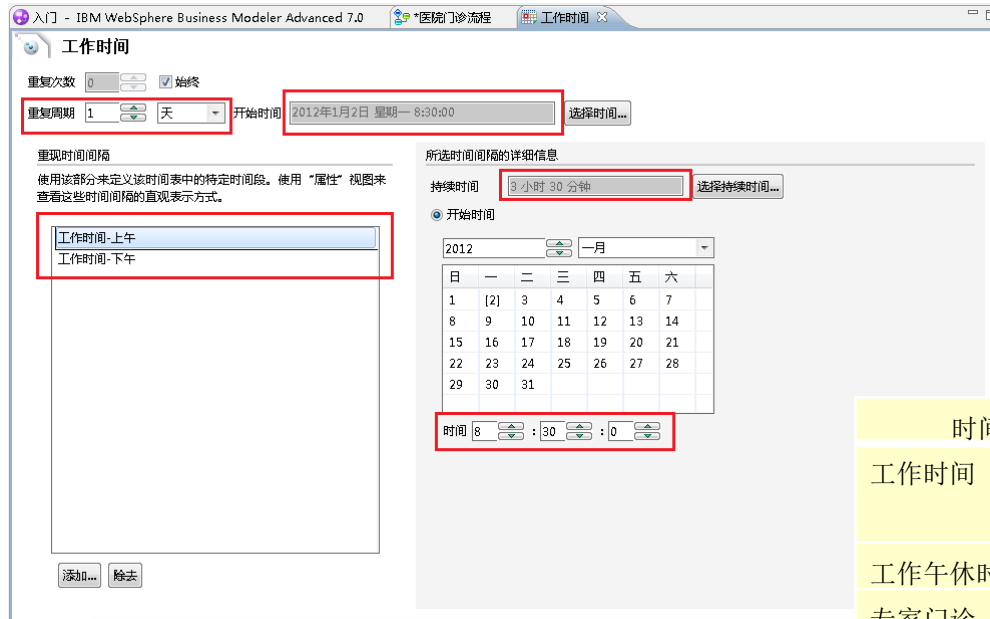 入门 - IBM WebSphere Business Modeler Advanced 7.0 *医院门诊流程 工作时间
工作时间
重复次数 0 始终
重复周期 1 天 开始时间 2012年1月2日 星期一 8:30:00 选择时间...
重现时间间隔
使用该部分来定义该时间表中的特定时间段。使用“属性”视图来
查看这些时间间隔的直观表示方式。
工作时间-上午
工作时间-下午
添加... 除去
所选时间间隔的详细信息
持续时间 3 小时 30 分钟 选择持续时间...
开始时间
2012 一月
日 一 二 三 四 五 六
1 [2] 3 4 5 6 7
8 9 10 11 12 13 14
15 16 17 18 19 20 21
22 23 24 25 26 27 28
29 30 31
时间 8 : 30 : 0
时
工作时间
工作午休
专家门诊